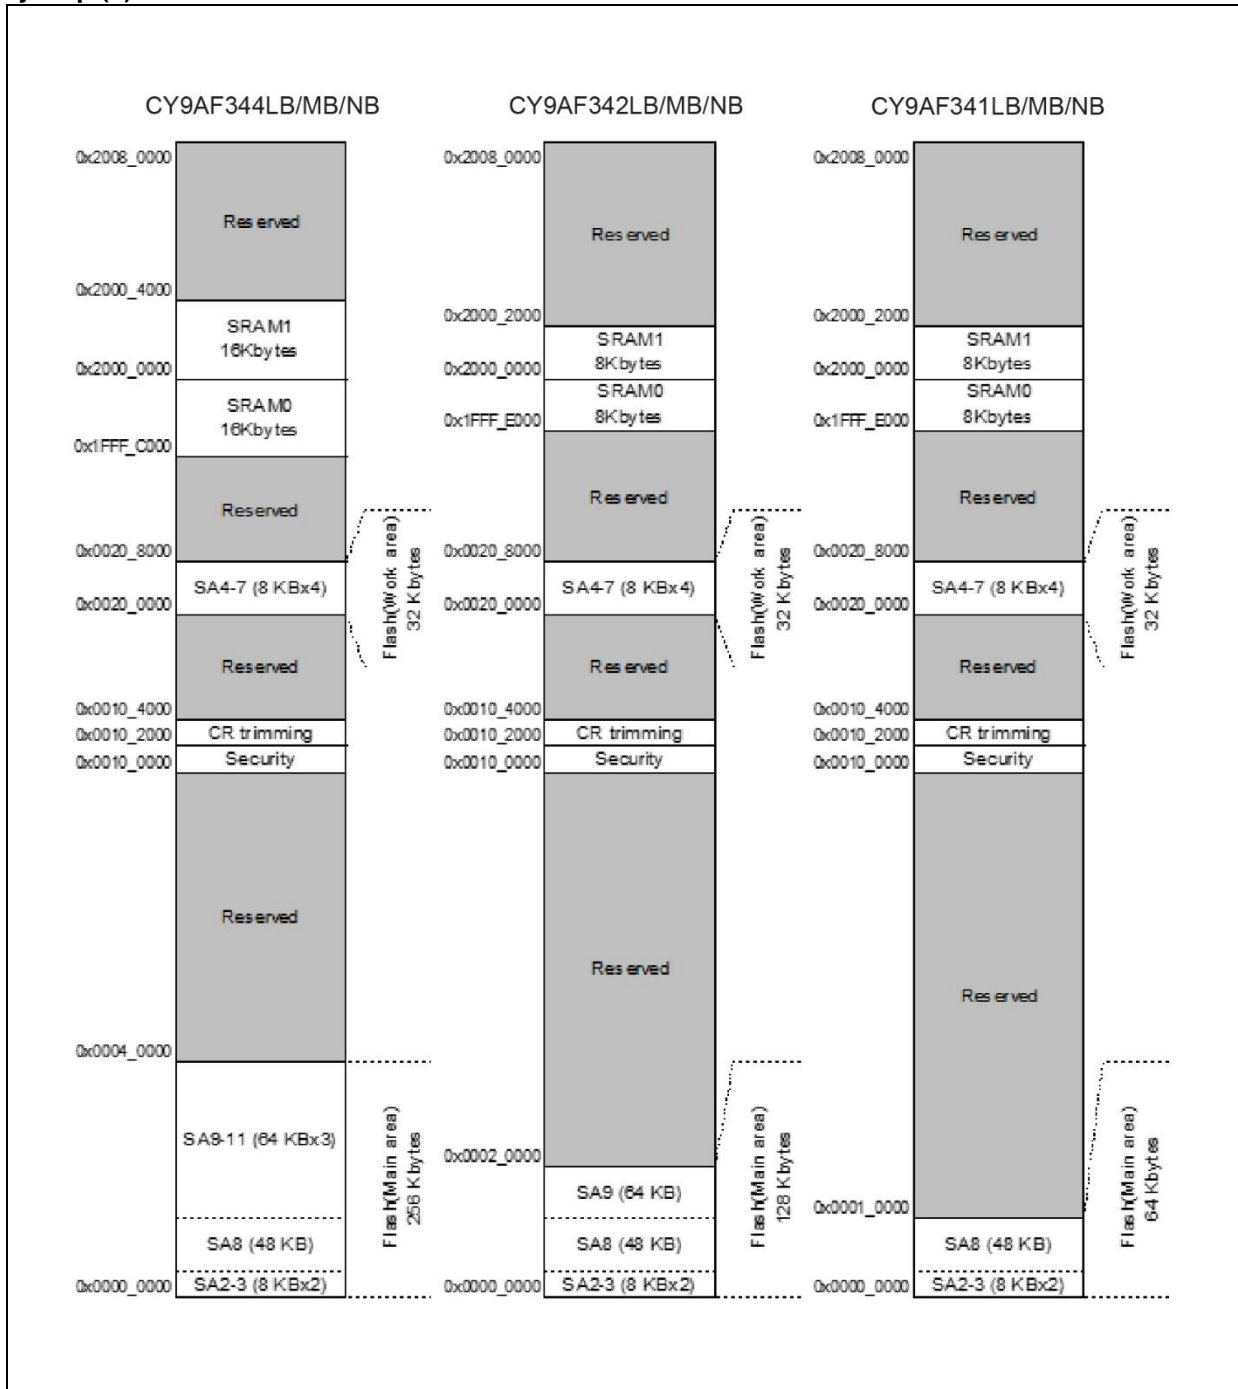 CY9AF344LB/MB/NB
0x2008_0000
Reserved
0x2000_4000
SRAM1
16Kbytes
0x2000_0000
SRAM0
16Kbytes
0x1FFF_C000
Reserved
0x0020_8000
SA4-7 (8 KBx4)
0x0020_0000
Reserved
0x0010_4000
CR trimming
0x0010_2000
Security
0x0010_0000
Reserved
0x0004_0000
SA9-11 (64 KBx3)
SA8 (48 KB)
SA2-3 (8 KBx2)
0x0000_0000
Flash(Work area)
32 Kbytes
Flash(Main area)
256 Kbytes
CY9AF342LB/MB/NB
0x2008_0000
Reserved
0x2000_2000
SRAM1
8Kbytes
0x2000_0000
SRAM0
8Kbytes
0x1FFF_E000
Reserved
0x0020_8000
SA4-7 (8 KBx4)
0x0020_0000
Reserved
0x0010_4000
CR trimming
0x0010_2000
Security
0x0010_0000
Reserved
0x0002_0000
SA9 (64 KB)
SA8 (48 KB)
SA2-3 (8 KBx2)
0x0000_0000
Flash(Work area)
32 Kbytes
Flash(Main area)
128 Kbytes
CY9AF341LB/MB/NB
0x2008_0000
Reserved
0x2000_2000
SRAM1
8Kbytes
0x2000_0000
SRAM0
8Kbytes
0x1FFF_E000
Reserved
0x0020_8000
SA4-7 (8 KBx4)
0x0020_0000
Reserved
0x0010_4000
CR trimming
0x0010_2000
Security
0x0010_0000
Reserved
0x0001_0000
SA8 (48 KB)
SA2-3 (8 KBx2)
0x0000_0000
Flash(Work area)
32 Kbytes
Flash(Main area)
64 Kbytes